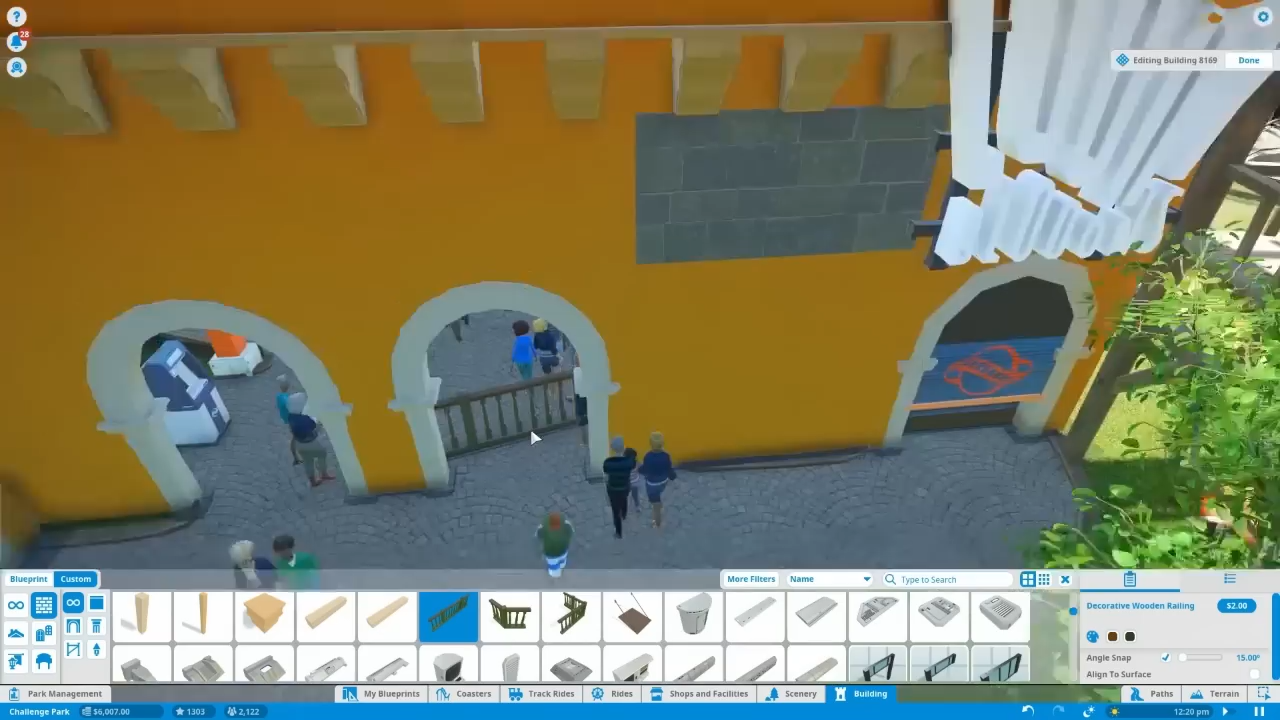 28
Editing Building 8169
Done
Blueprint
Custom
More Filters
Name
Type to Search
Decorative Wooden Railing
$2.00
Angle Snap
15.00°
Align To Surface
Park Management
My Blueprints
Coasters
Track Rides
Rides
Shops and Facilities
Scenery
Building
Paths
Terrain
Challenge Park
$6,007.00
1303
2,122
12:20 pm